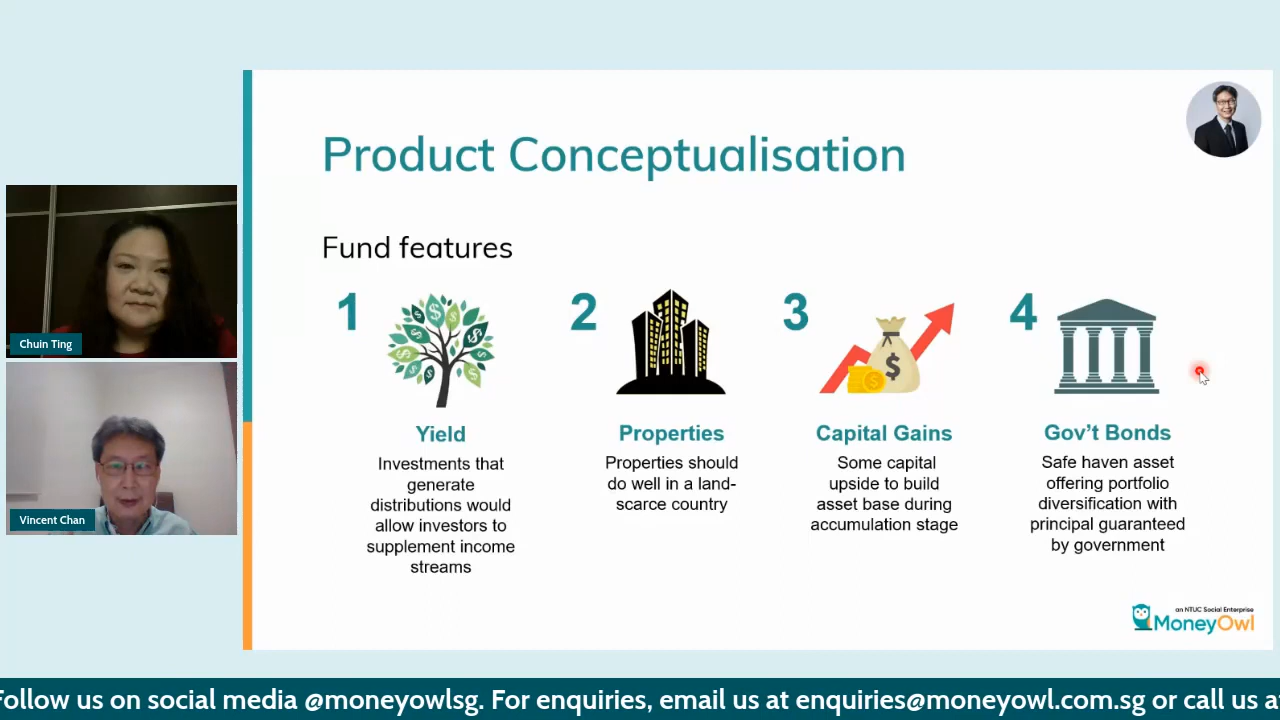 Product Conceptualisation
Fund features
1
2
3
4
Yield
Investments that
generate
distributions would
allow investors to
supplement income
streams
Properties
Properties should
do well in a land-
scarce country
Capital Gains
Some capital
upside to build
asset base during
accumulation stage
Gov't Bonds
Safe haven asset
offering portfolio
diversification with
principal guaranteed
by government
Chuin Ting
Vincent Chan
an NTUC Social Enterprise
MoneyOwl
Follow us on social media @moneyowlsg. For enquiries, email us at enquiries@moneyowl.com.sg or call us at